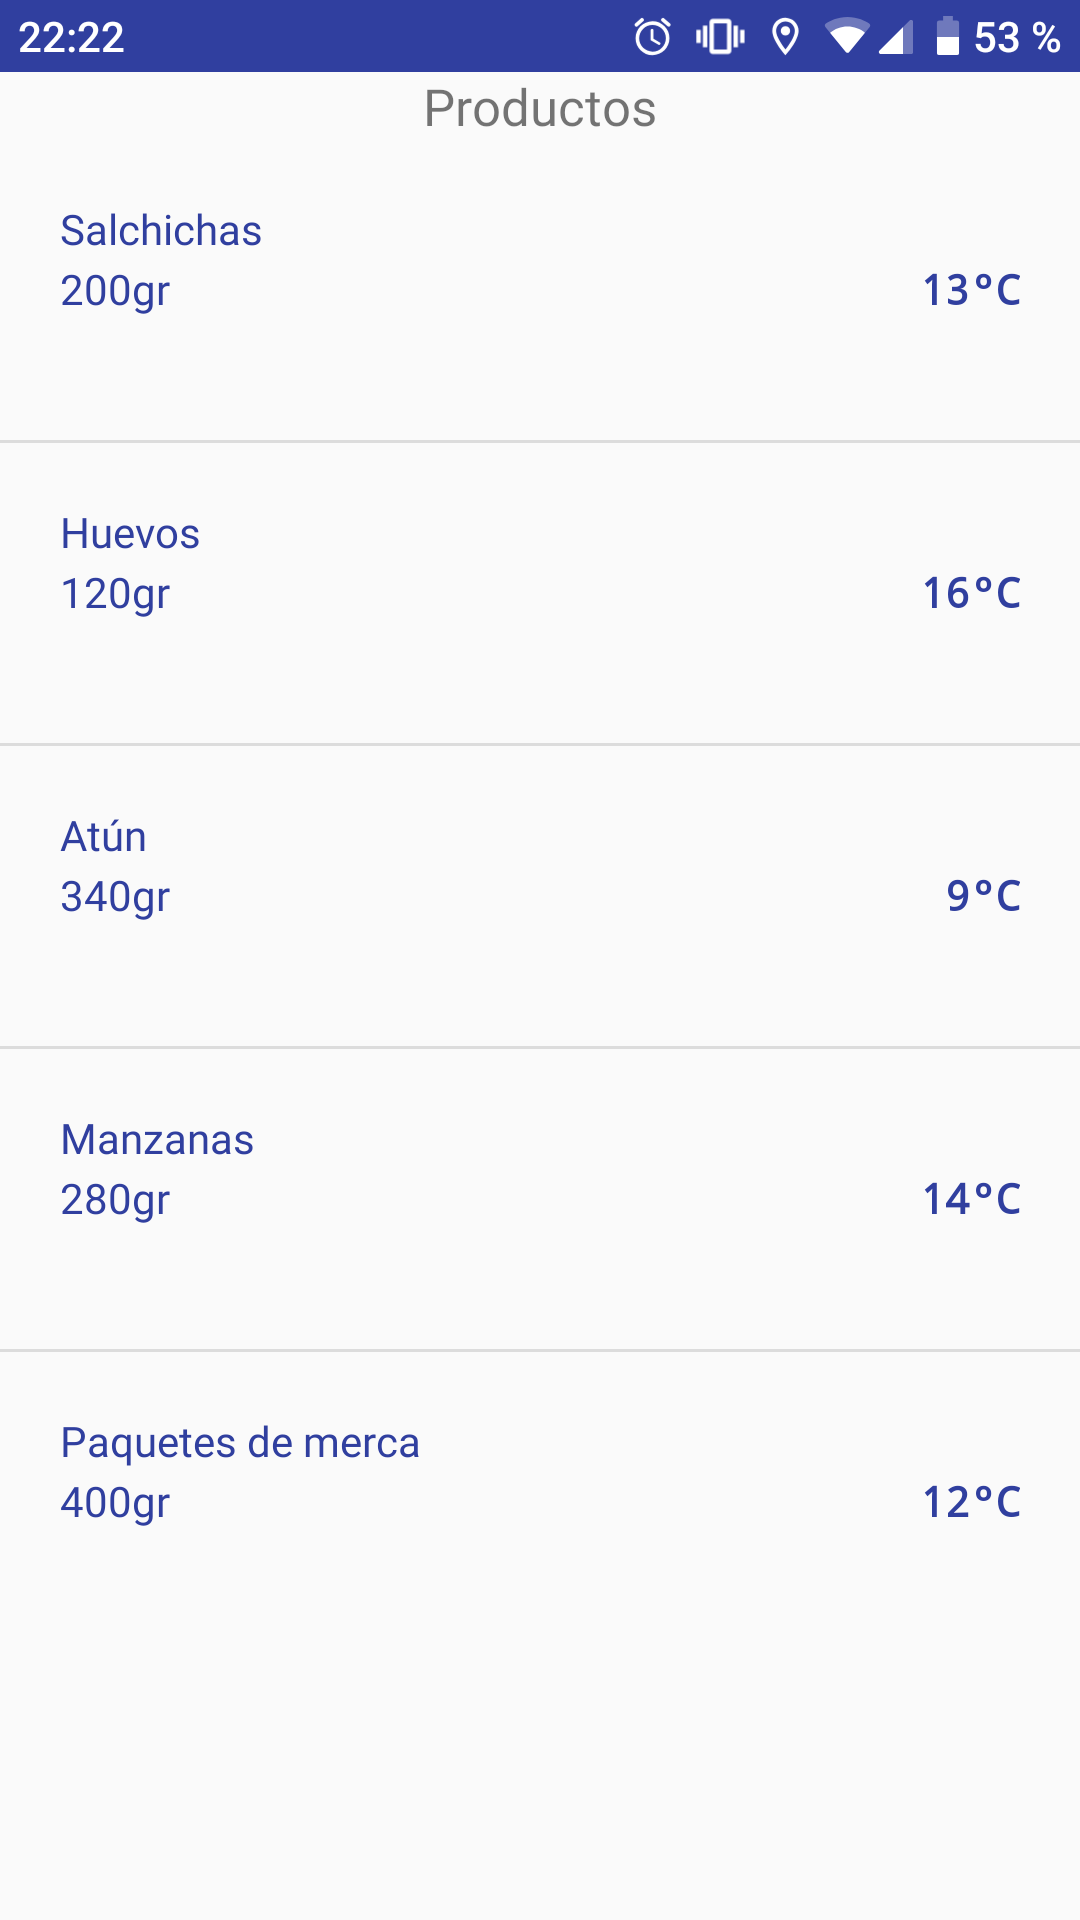 22:22 53 %
Productos
Salchichas
200gr 13°C
Huevos
120gr 16°C
Atún
340gr 9°C
Manzanas
280gr 14°C
Paquetes de merca
400gr 12°C